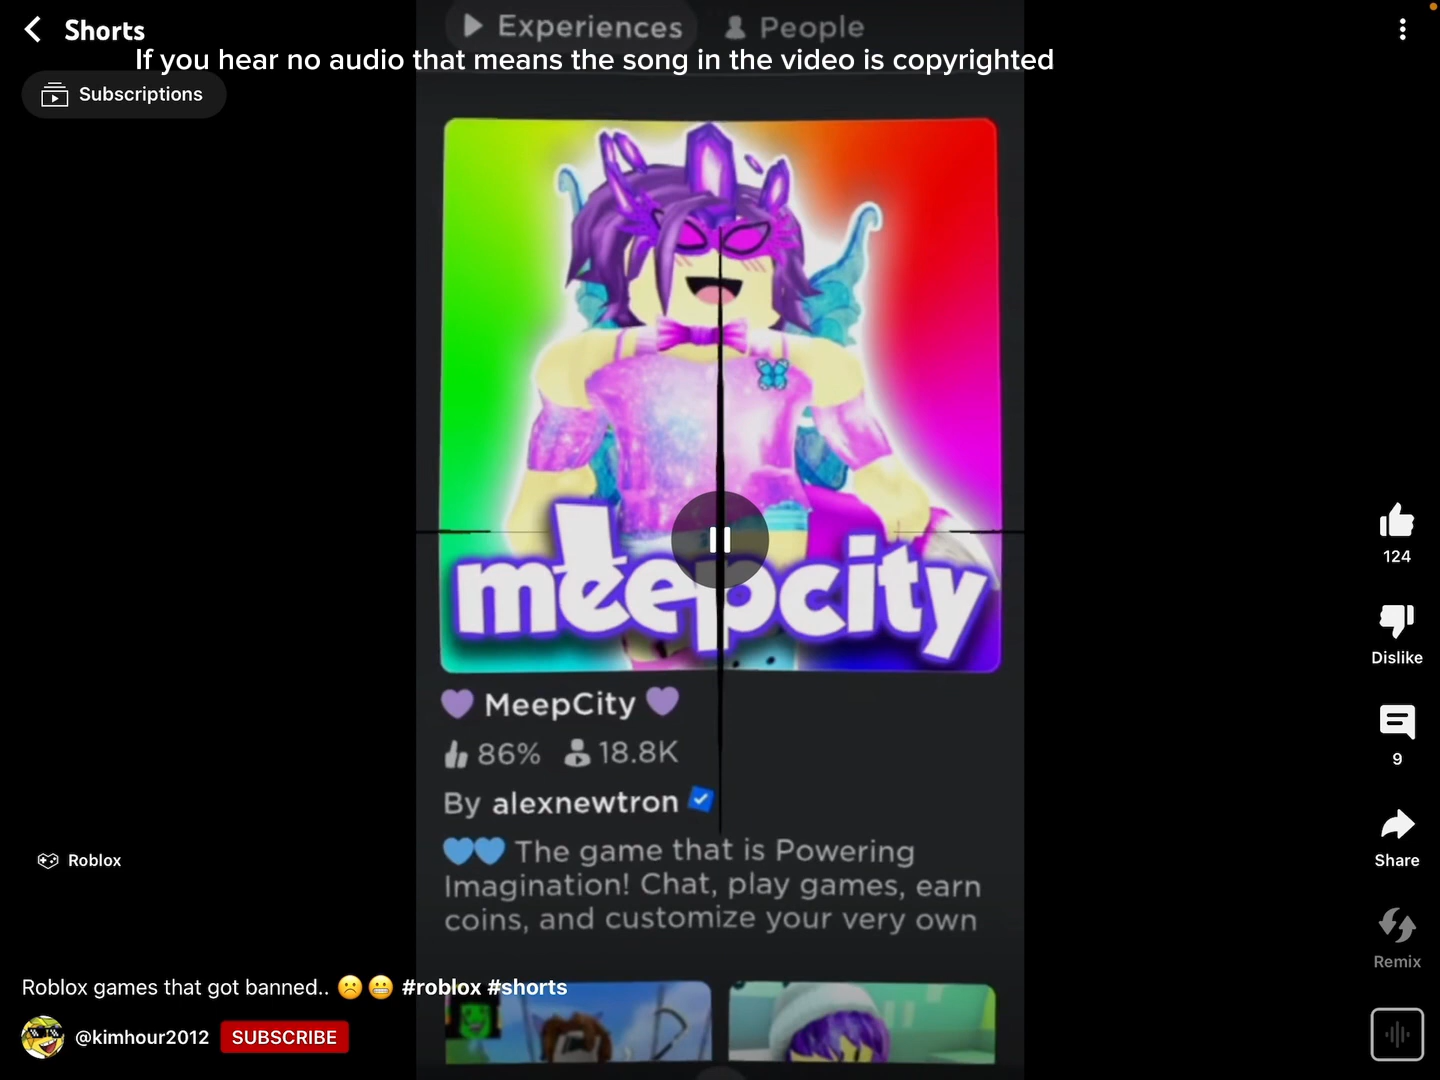 Shorts
Experiences
People
If you hear no audio that means the song in the video is copyrighted
Subscriptions
meepcity
MeepCity
86% 18.8K
By alexnewtron
The game that is Powering
Imagination! Chat, play games, earn
coins, and customize your very own
124
Dislike
9
Share
Remix
Roblox
Roblox games that got banned.. ☹️😬 #roblox #shorts
@kimhour2012 SUBSCRIBE